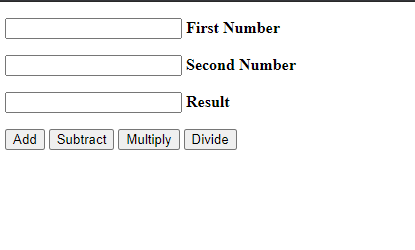 First Number
Second Number
Result
Add Subtract Multiply Divide